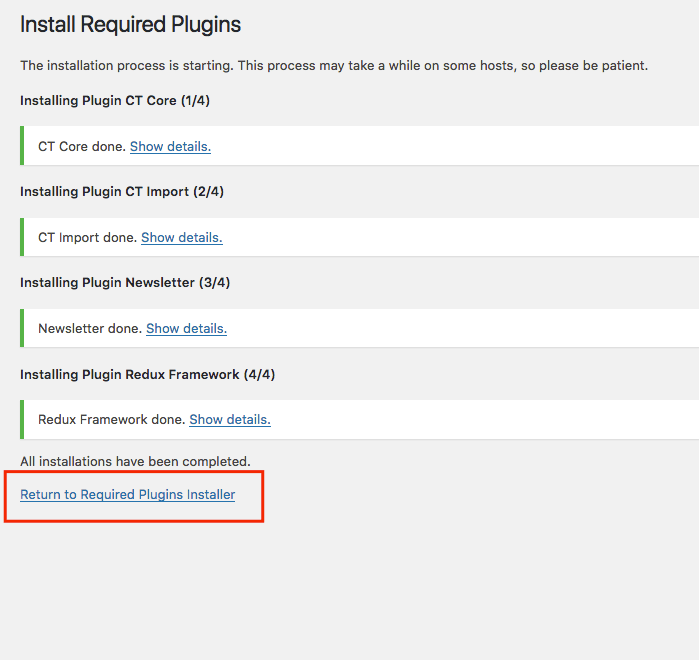 Install Required Plugins
The installation process is starting. This process may take a while on some hosts, so please be patient.
Installing Plugin CT Core (1/4)
CT Core done. Show details.
Installing Plugin CT Import (2/4)
CT Import done. Show details.
Installing Plugin Newsletter (3/4)
Newsletter done. Show details.
Installing Plugin Redux Framework (4/4)
Redux Framework done. Show details.
All installations have been completed.
Return to Required Plugins Installer